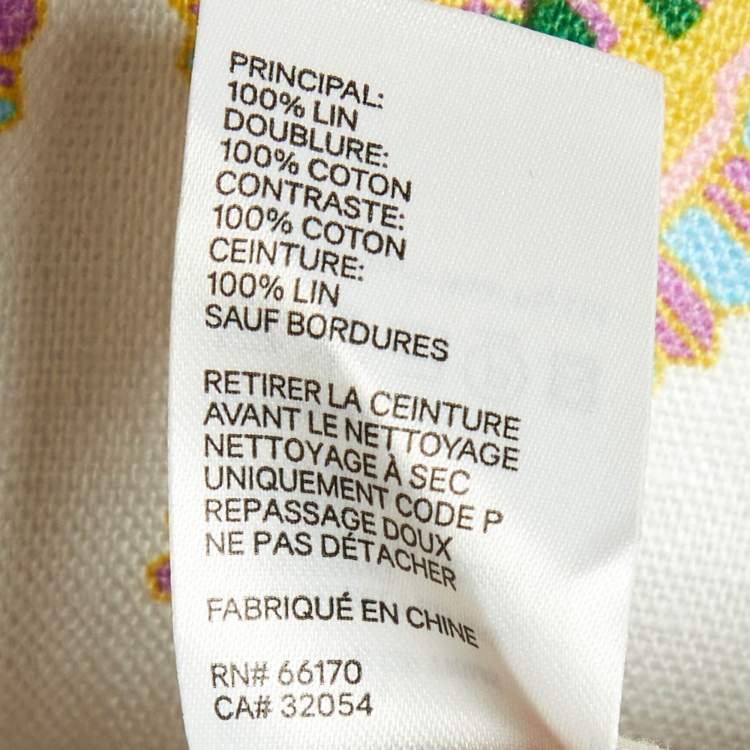 PRINCIPAL:
100% LIN
DOUBLURE:
100% COTON
CONTRASTE:
100% COTON
CEINTURE:
100% LIN
SAUF BORDURES
RETIRER LA CEINTURE
AVANT LE NETTOYAGE
NETTOYAGE À SEC
UNIQUEMENT CODE P
REPASSAGE DOUX
NE PAS DÉTACHER
FABRIQUÉ EN CHINE
RN# 66170
CA# 32054